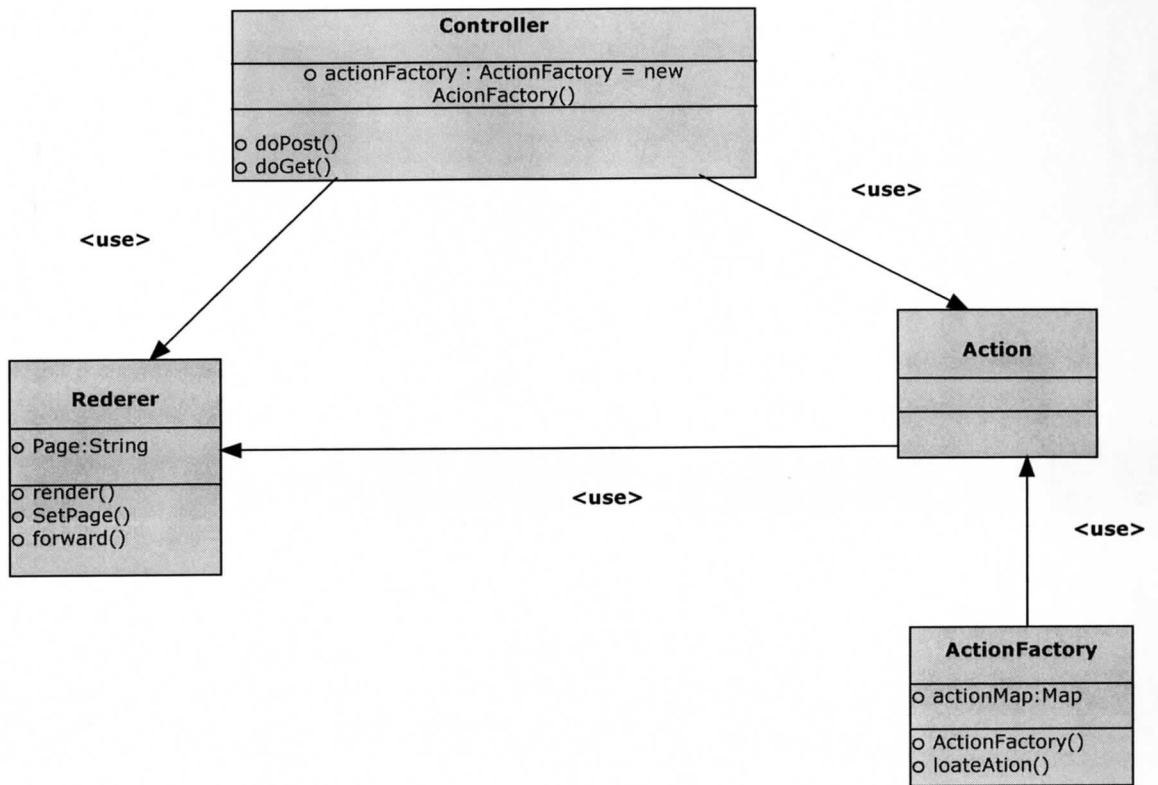 Controller
actionFactory : ActionFactory = new
AcionFactory()
doPost()
doGet()
<use>
<use>
Action
Rederer
Page:String
render()
SetPage()
forward()
<use>
<use>
ActionFactory
actionMap:Map
ActionFactory()
loateAtion()